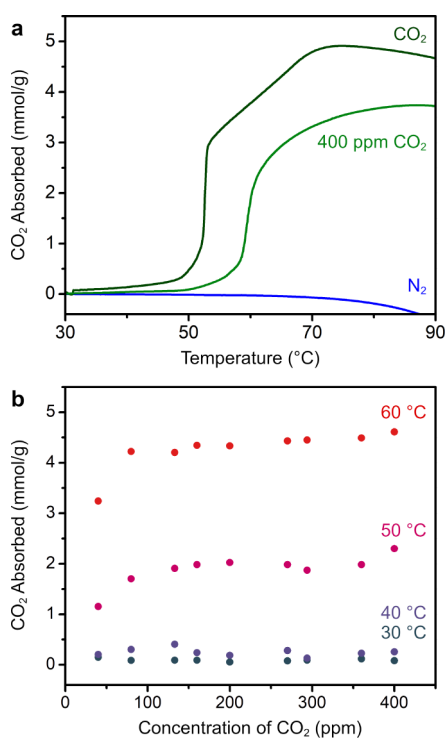 a
5
4
3
2
1
0
CO₂ Absorbed (mmol/g)
CO₂
400 ppm CO₂
N₂
30 50 70 90
Temperature (°C)
b
5
4
3
2
1
0
CO₂ Absorbed (mmol/g)
60 °C
50 °C
40 °C
30 °C
0 100 200 300 400
Concentration of CO₂ (ppm)